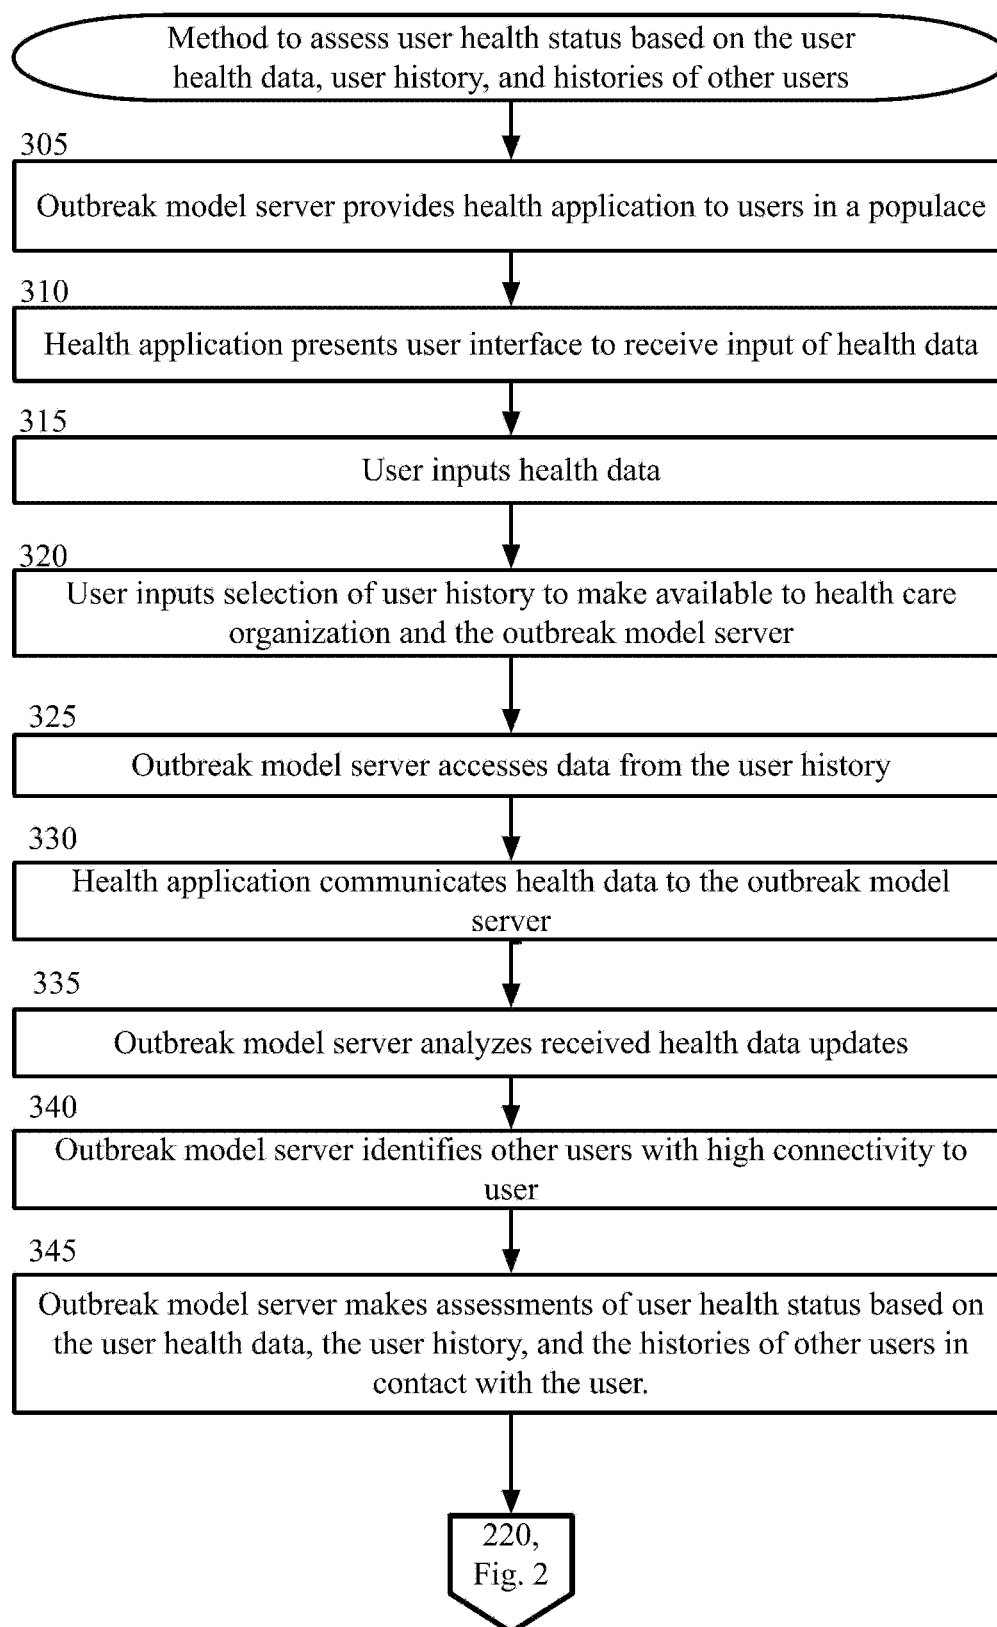 Method to assess user health status based on the user
health data, user history, and histories of other users
305
Outbreak model server provides health application to users in a populace
310
Health application presents user interface to receive input of health data
315
User inputs health data
320
User inputs selection of user history to make available to health care
organization and the outbreak model server
325
Outbreak model server accesses data from the user history
330
Health application communicates health data to the outbreak model
server
335
Outbreak model server analyzes received health data updates
340
Outbreak model server identifies other users with high connectivity to
user
345
Outbreak model server makes assessments of user health status based on
the user health data, the user history, and the histories of other users in
contact with the user.
220,
Fig. 2